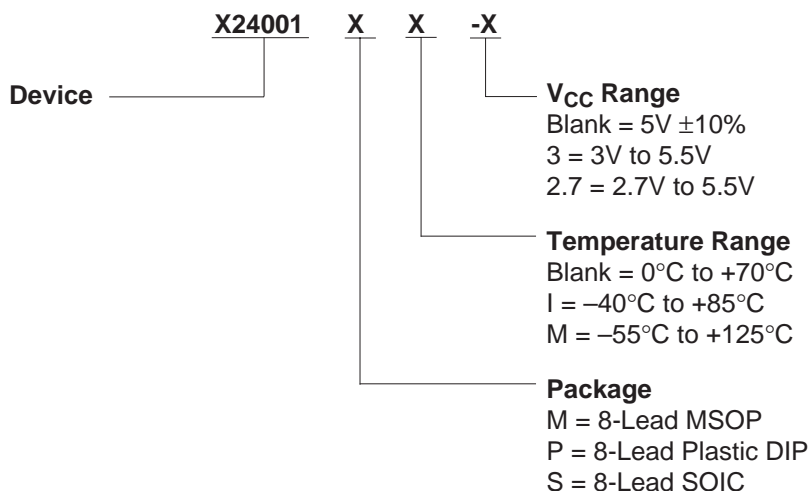 X24001 X X -X
Device
VCC Range
Blank = 5V ±10%
3 = 3V to 5.5V
2.7 = 2.7V to 5.5V
Temperature Range
Blank = 0°C to +70°C
I = –40°C to +85°C
M = –55°C to +125°C
Package
M = 8-Lead MSOP
P = 8-Lead Plastic DIP
S = 8-Lead SOIC